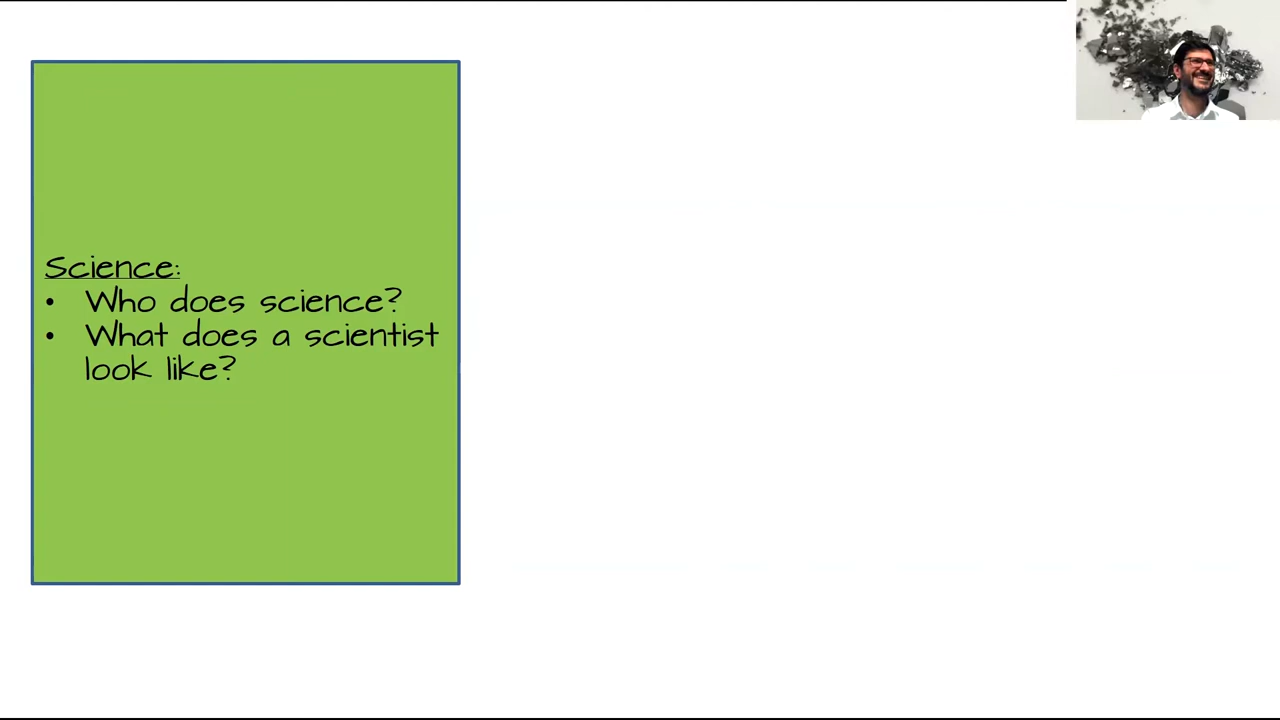 Science:
• Who does science?
• What does a scientist
look like?